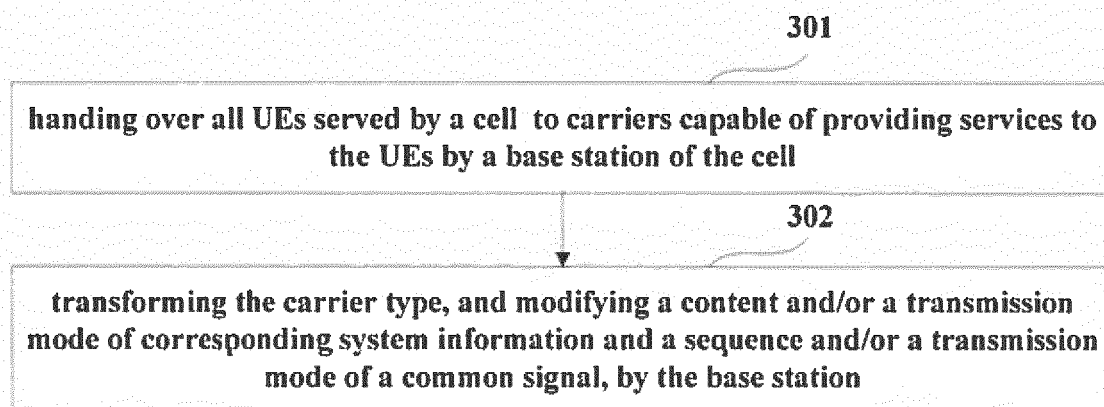 301
handing over all UEs served by a cell to carriers capable of providing services to
the UEs by a base station of the cell
302
transforming the carrier type, and modifying a content and/or a transmission
mode of corresponding system information and a sequence and/or a transmission
mode of a common signal, by the base station